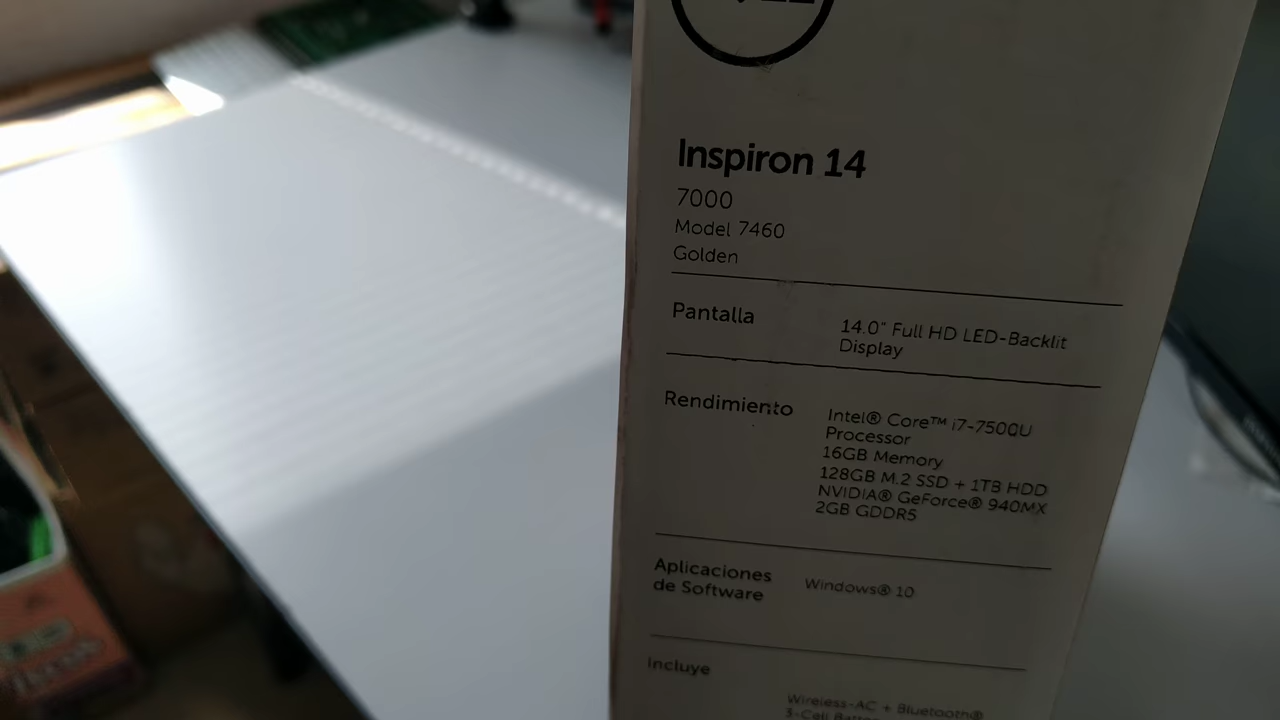 Inspiron 14
7000
Model 7460
Golden
Pantalla
14.0" Full HD LED-Backlit
Display
Rendimiento
Intel® Core™ i7-7500U
Processor
16GB Memory
128GB M.2 SSD + 1TB HDD
NVIDIA® GeForce® 940MX
2GB GDDR5
Aplicaciones
de Software
Windows® 10
Incluye
Wireless-AC + Bluetooth®
3-Cell